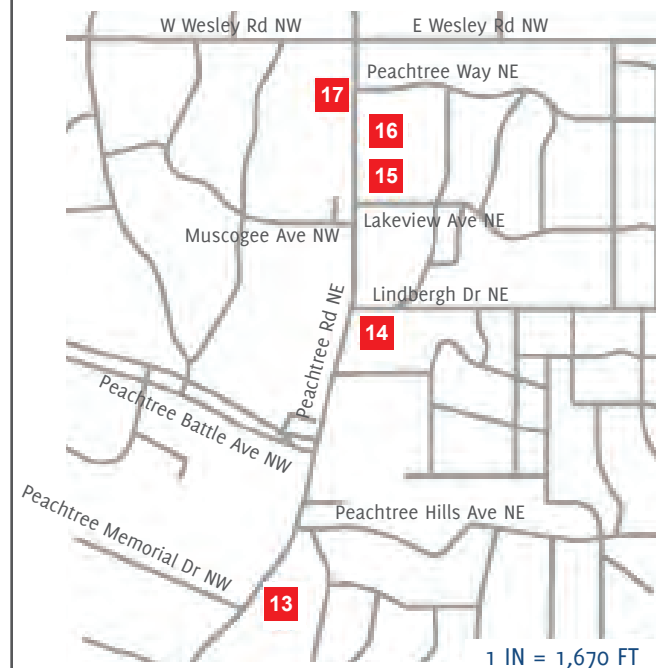 W Wesley Rd NW
E Wesley Rd NW
Peachtree Way NE
17
16
15
Lakeview Ave NE
Muscogee Ave NW
Lindbergh Dr NE
Peachtree Rd NE
14
Peachtree Battle Ave NW
Peachtree Hills Ave NE
Peachtree Memorial Dr NW
13
1 IN = 1,670 FT